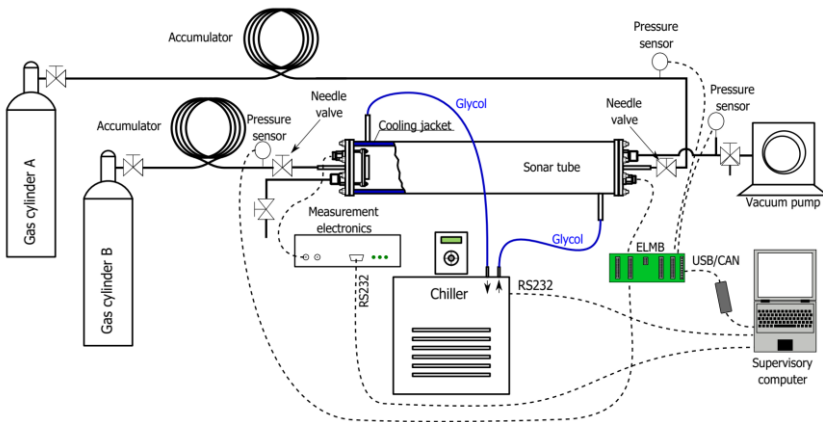 Accumulator
Pressure
sensor
Accumulator
Pressure
sensor
Needle
valve
Glycol
Cooling jacket
Needle
valve
Pressure
sensor
Sonar tube
Gas cylinder A
Gas cylinder B
Vacuum pump
Measurement
electronics
Glycol
ELMB
USB/CAN
RS232
Chiller
RS232
Supervisory
computer